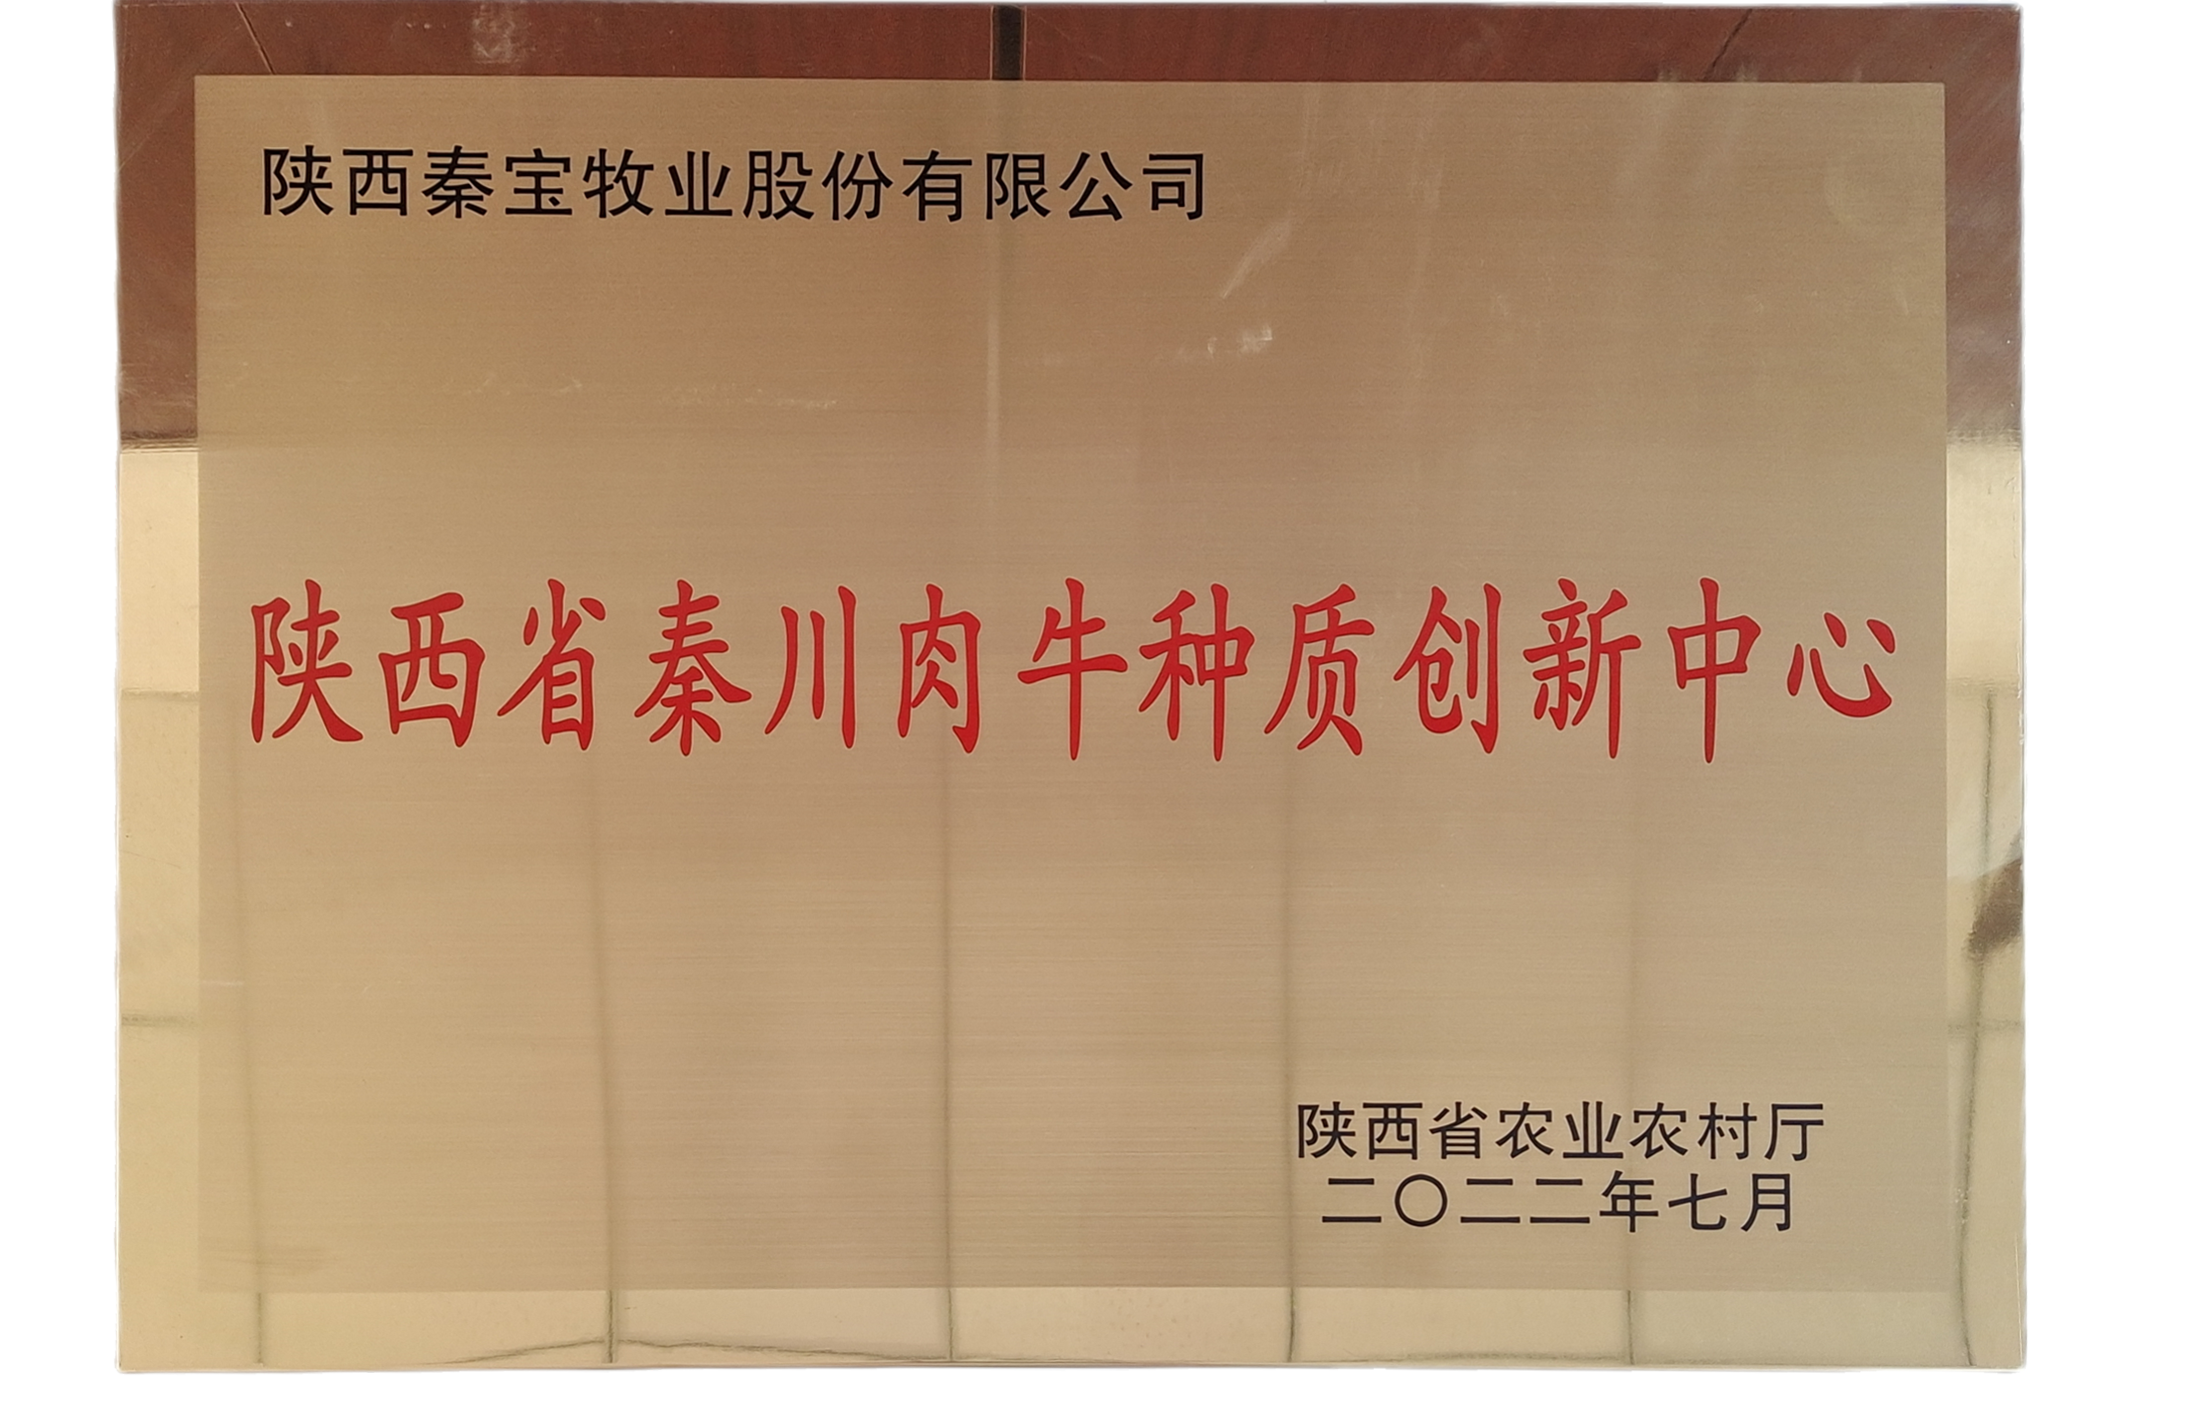 陕西秦宝牧业股份有限公司
陕西省秦川肉牛种质创新中心
陕西省农业农村厅
二〇二二年七月